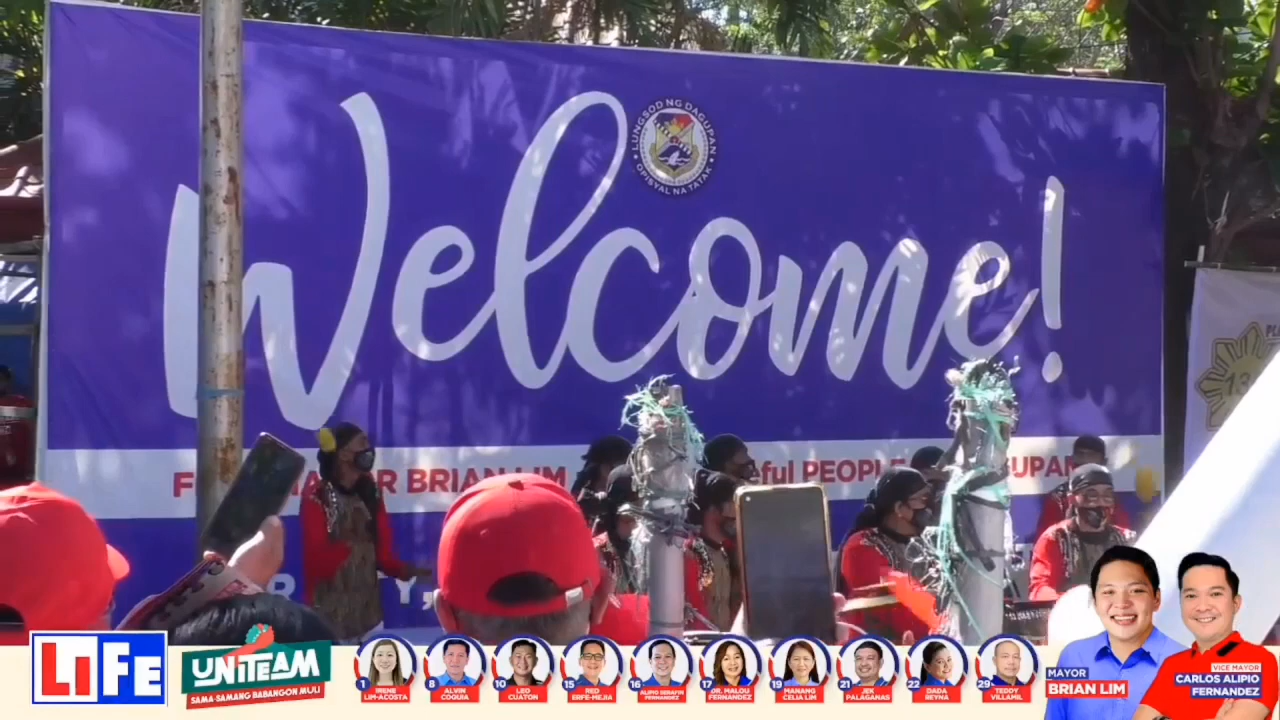 LUNGSOD NG DAGUPAN
OPISYAL NA TATAK
Welcome!
BRIAN LIM PEOPLE
13
LIFE
UNITEAM
SAMA-SAMANG BABANGON MULI
1 IRENE LIM-ACOSTA
8 ALVIN COQUIA
10 LEO CUATON
15 RED ERFE-MEJIA
16 ALIPIO SERAFIN FERNANDEZ
17 DR. MALOU FERNANDEZ
19 MANANG CELIA LIM
21 JEK PALAGANAS
22 DADA REYNA
29 TEDDY VILLAMIL
MAYOR
BRIAN LIM
VICE MAYOR
CARLOS ALIPIO
FERNANDEZ